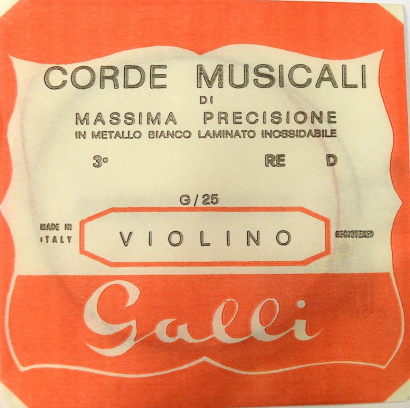 CORDE MUSICALI
DI
MASSIMA PRECISIONE
IN METALLO BIANCO LAMINATO INOSSIDABILE
3ª RE D
G/25
MADE IN
ITALY
VIOLINO
REGISTERED
Galli